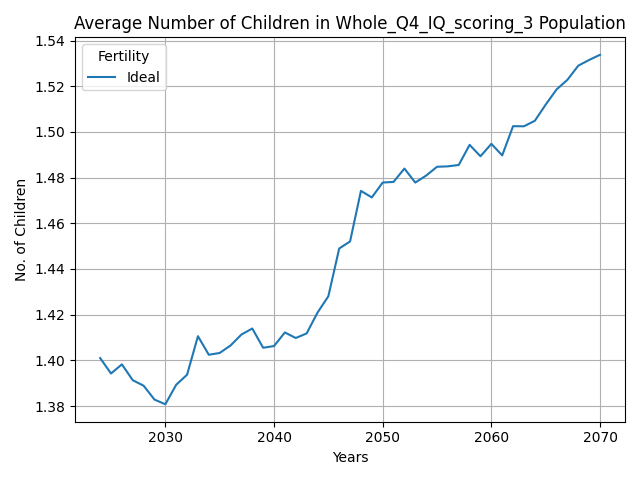 Average Number of Children in Whole_Q4_IQ_scoring_3 Population
Fertility
Ideal
1.54
1.52
1.50
1.48
1.46
1.44
1.42
1.40
1.38
No. of Children
2030 2040 2050 2060 2070
Years